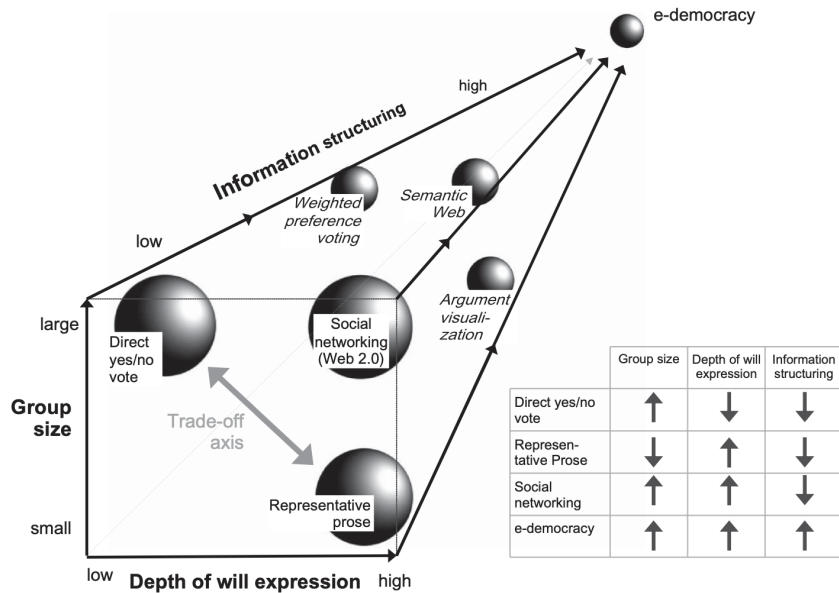 e-democracy
high
Information structuring
Weighted
preference
voting
Semantic
Web
low
Argument
visuali-
zation
large
Direct
yes/no
vote
Social
networking
(Web 2.0)
Group
size
Trade-off
axis
Representative
prose
small
low
Depth of will expression
high
Group size
Depth of will
expression
Information
structuring
Direct yes/no
vote
Represen-
tative Prose
Social
networking
e-democracy